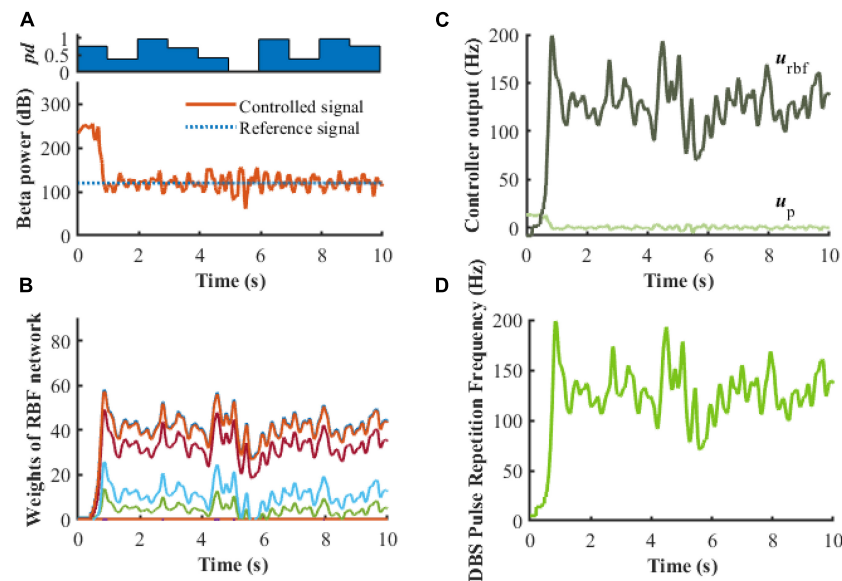 A
1
0.5
0
pd
300
200
100
0
Beta power (dB)
Controlled signal
Reference signal
0 2 4 6 8 10
Time (s)
B
80
60
40
20
0
Weights of RBF network
0 2 4 6 8 10
Time (s)
C
200
150
100
50
0
Controller output (Hz)
u rbf
u p
0 2 4 6 8 10
Time (s)
D
200
150
100
50
0
DBS Pulse Repetition Frequency (Hz)
0 2 4 6 8 10
Time (s)